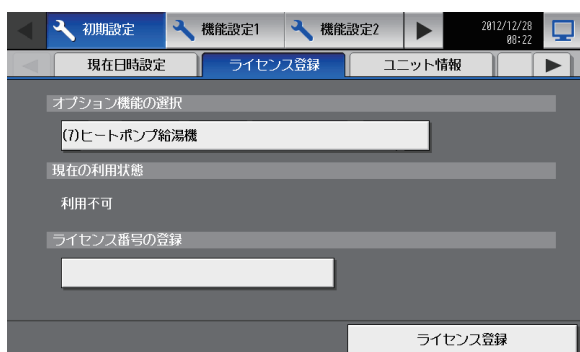 初期設定 機能設定1 機能設定2 2012/12/28
08:22
現在日時設定 ライセンス登録 ユニット情報
オプション機能の選択
(7)ヒートポンプ給湯機
現在の利用状態
利用不可
ライセンス番号の登録
ライセンス登録